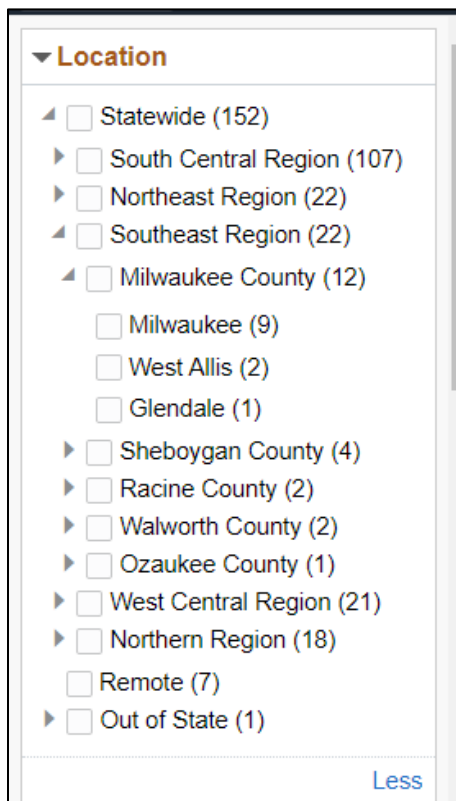 Location
Statewide (152)
South Central Region (107)
Northeast Region (22)
Southeast Region (22)
Milwaukee County (12)
Milwaukee (9)
West Allis (2)
Glendale (1)
Sheboygan County (4)
Racine County (2)
Walworth County (2)
Ozaukee County (1)
West Central Region (21)
Northern Region (18)
Remote (7)
Out of State (1)
Less